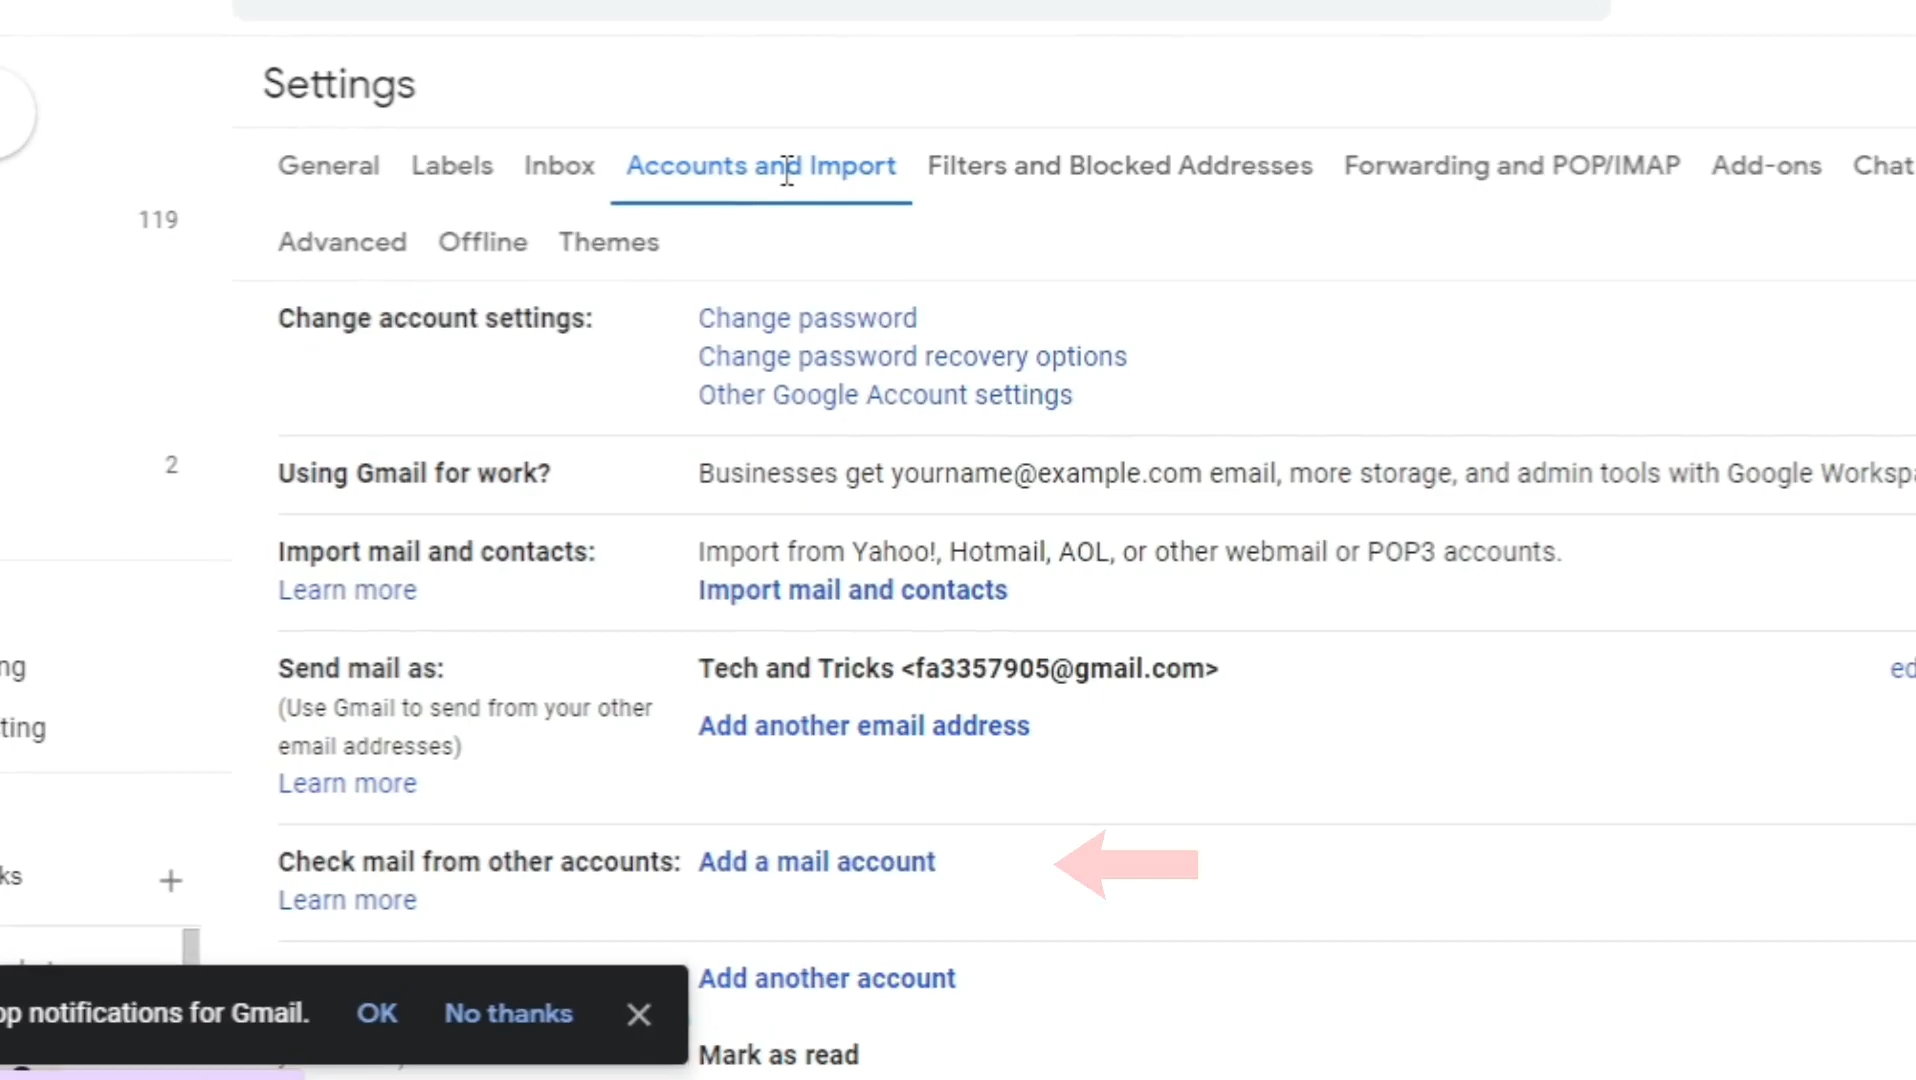 Settings
General Labels Inbox Accounts and Import Filters and Blocked Addresses Forwarding and POP/IMAP Add-ons Chat
119
Advanced Offline Themes
Change account settings: Change password
Change password recovery options
Other Google Account settings
2
Using Gmail for work? Businesses get yourname@example.com email, more storage, and admin tools with Google Workspa
Import mail and contacts: Import from Yahoo!, Hotmail, AOL, or other webmail or POP3 accounts.
Learn more Import mail and contacts
ng
Send mail as: Tech and Tricks <fa3357905@gmail.com> ed
(Use Gmail to send from your other
ting
Add another email address
email addresses)
Learn more
ks +
Check mail from other accounts: Add a mail account
Learn more
Add another account
op notifications for Gmail. OK No thanks
Mark as read